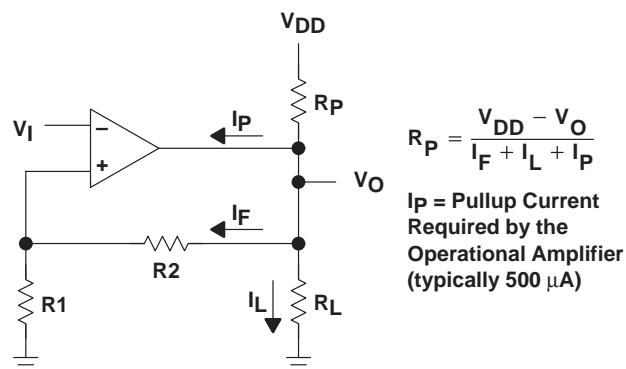 VDD
RP
IP
VI
−
+
VO
IF
R2
R1
IL
RL
RP = VDD − VO / IF + IL + IP
IP = Pullup Current
Required by the
Operational Amplifier
(typically 500 µA)